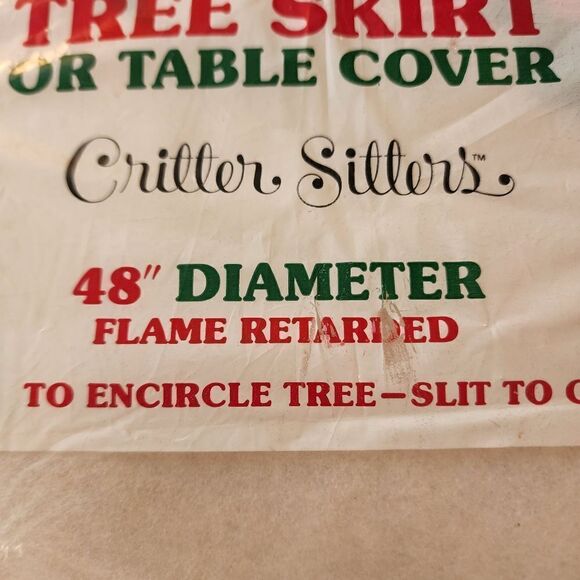 TREE SKIRT
OR TABLE COVER
Critter Sitters™
48" DIAMETER
FLAME RETARDED
TO ENCIRCLE TREE—SLIT TO